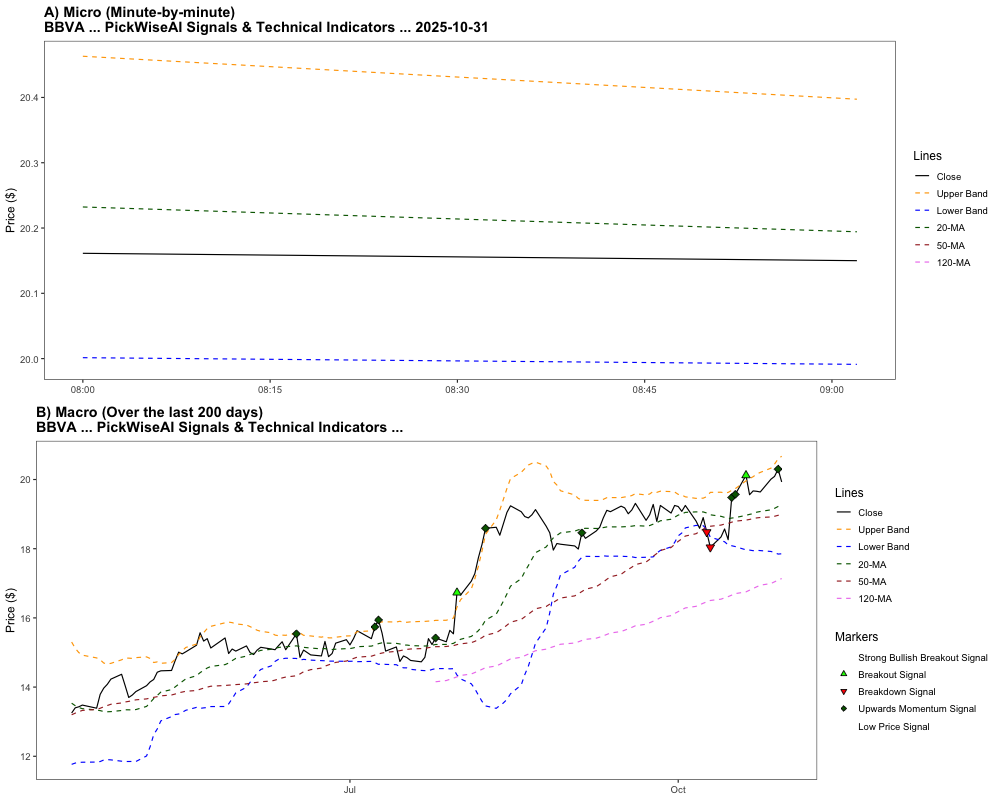 A) Micro (Minute-by-minute)
BBVA ... PickWiseAI Signals & Technical Indicators ... 2025-10-31
Price ($)
20.4
20.3
20.2
20.1
20.0
08:00 08:15 08:30 08:45 09:00
Lines
Close
Upper Band
Lower Band
20-MA
50-MA
120-MA
B) Macro (Over the last 200 days)
BBVA ... PickWiseAI Signals & Technical Indicators ...
Price ($)
20
18
16
14
12
Jul Oct
Lines
Close
Upper Band
Lower Band
20-MA
50-MA
120-MA
Markers
Strong Bullish Breakout Signal
Breakout Signal
Breakdown Signal
Upwards Momentum Signal
Low Price Signal